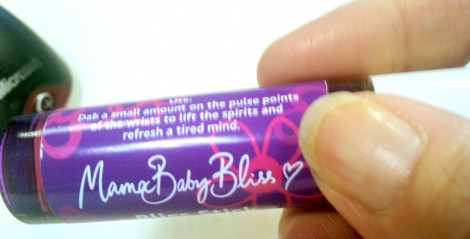 Use:
Dab a small amount on the pulse points
of the wrists to lift the spirits and
refresh a tired mind.
MamaBabyBliss